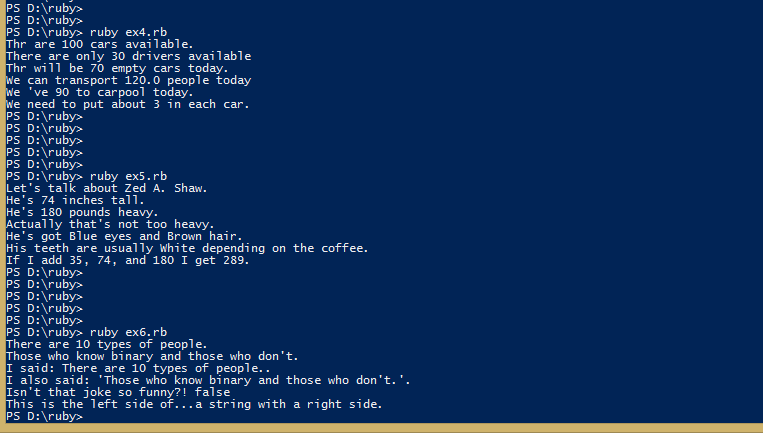 PS D:\ruby>
PS D:\ruby>
PS D:\ruby> ruby ex4.rb
Thr are 100 cars available.
There are only 30 drivers available
Thr will be 70 empty cars today.
We can transport 120.0 people today
We 've 90 to carpool today.
We need to put about 3 in each car.
PS D:\ruby>
PS D:\ruby>
PS D:\ruby>
PS D:\ruby>
PS D:\ruby>
PS D:\ruby> ruby ex5.rb
Let's talk about Zed A. Shaw.
He's 74 inches tall.
He's 180 pounds heavy.
Actually that's not too heavy.
He's got Blue eyes and Brown hair.
His teeth are usually White depending on the coffee.
If I add 35, 74, and 180 I get 289.
PS D:\ruby>
PS D:\ruby>
PS D:\ruby>
PS D:\ruby>
PS D:\ruby>
PS D:\ruby> ruby ex6.rb
There are 10 types of people.
Those who know binary and those who don't.
I said: There are 10 types of people..
I also said: 'Those who know binary and those who don't.'.
Isn't that joke so funny?! false
This is the left side of...a string with a right side.
PS D:\ruby>